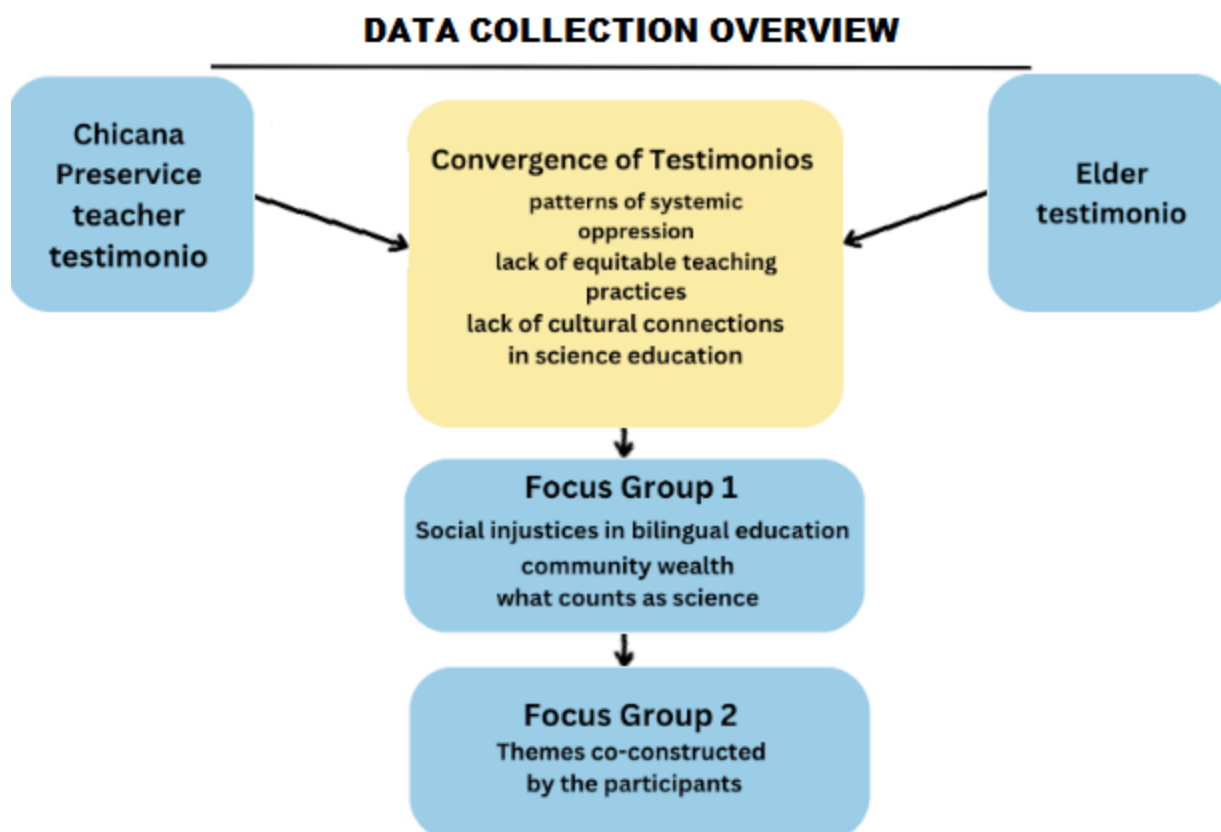 DATA COLLECTION OVERVIEW
Chicana
Preservice
teacher
testimonio
Convergence of Testimonios
patterns of systemic
oppression
lack of equitable teaching
practices
lack of cultural connections
in science education
Elder
testimonio
Focus Group 1
Social injustices in bilingual education
community wealth
what counts as science
Focus Group 2
Themes co-constructed
by the participants